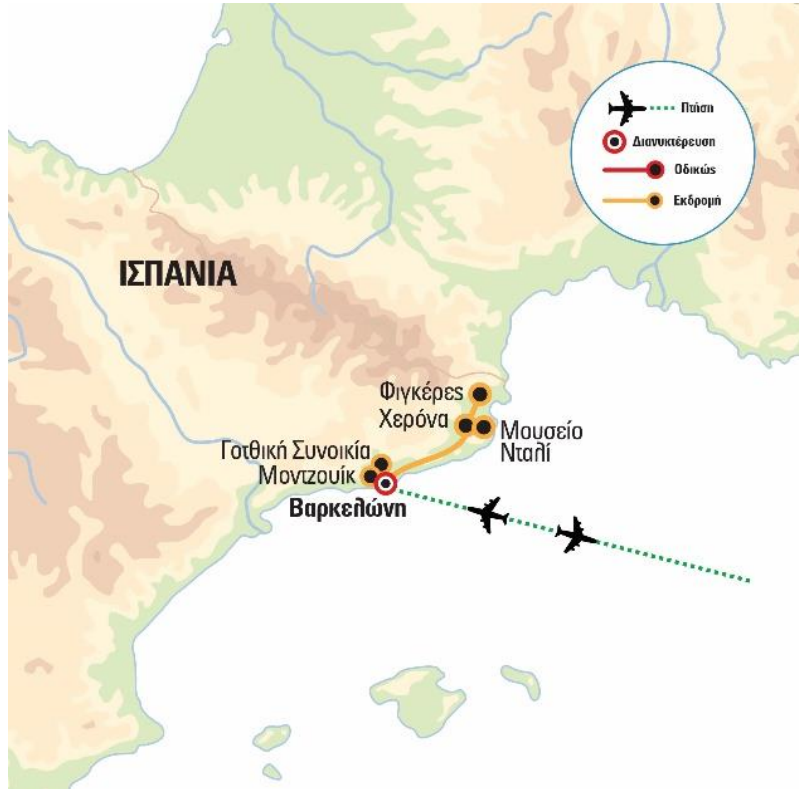 Πτήση
Διανυκτέρευση
Οδικώς
Εκδρομή
ΙΣΠΑΝΙΑ
Φιγκέρες
Χερόνα
Μουσείο
Νταλί
Γοτθική Συνοικία
Μοντζουίκ
Βαρκελώνη